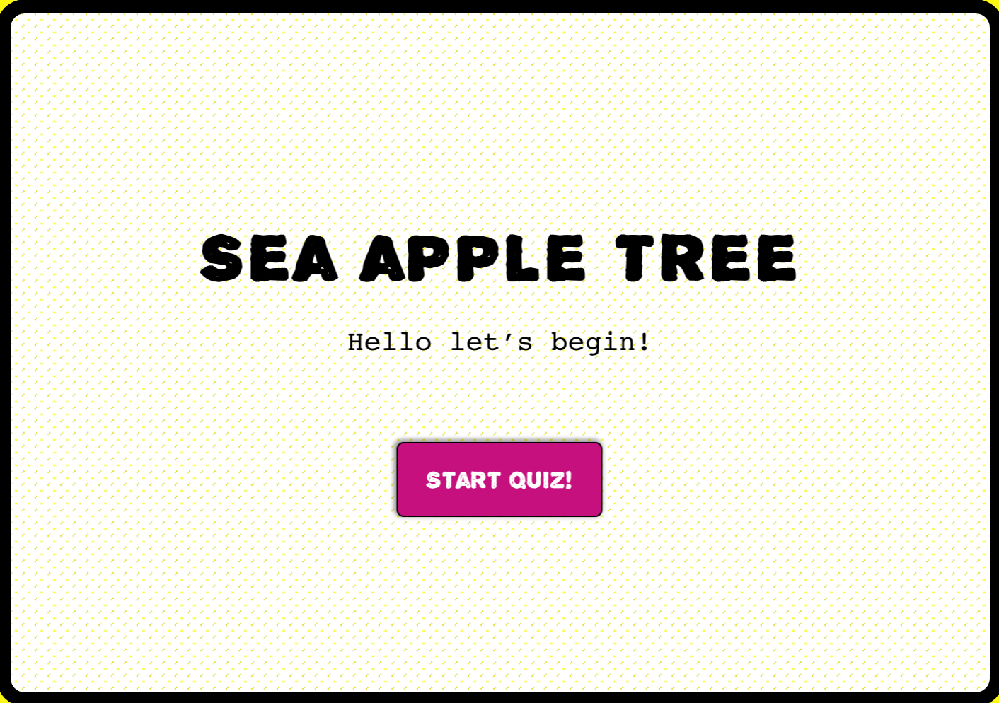 SEA APPLE TREE
Hello let’s begin!
START QUIZ!